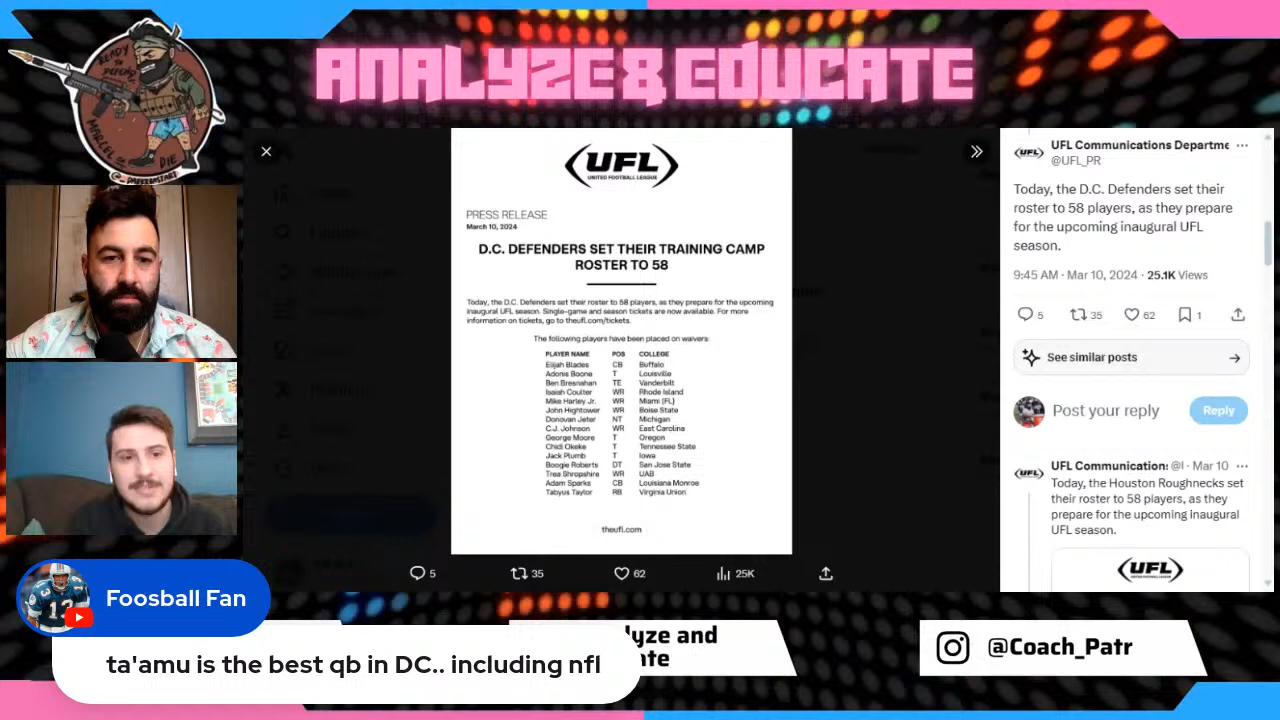 ANALYZE & EDUCATE
READY
TO
DEFEND
MARCEL OR
DIE
UFL
UNITED FOOTBALL LEAGUE
PRESS RELEASE
March 10, 2024
D.C. DEFENDERS SET THEIR TRAINING CAMP
ROSTER TO 58
Today, the D.C. Defenders set their roster to 58 players, as they prepare for the upcoming
inaugural UFL season. Single-game and season tickets are now available. For more
information on tickets, go to theufl.com/tickets.
The following players have been placed on waivers:
PLAYER NAME POS COLLEGE
Elijah Blades CB Buffalo
Adonis Boone T Louisville
Ben Bresnahan TE Vanderbilt
Isaiah Coulter WR Rhode Island
Mike Harley Jr. WR Miami (FL)
John Hightower WR Boise State
Donovan Jeter NT Michigan
C.J. Johnson WR East Carolina
George Moore T Oregon
Chidi Okeke T Tennessee State
Jack Plumb T Iowa
Boogie Roberts DT San Jose State
Trea Shropshire WR UAB
Adam Sparks CB Louisiana Monroe
Tabyus Taylor RB Virginia Union
theufl.com
5 35 62 25K
UFL
UFL Communications Departme ...
@UFL_PR
Today, the D.C. Defenders set their
roster to 58 players, as they prepare
for the upcoming inaugural UFL
season.
9:45 AM · Mar 10, 2024 · 25.1K Views
5 35 62 1
See similar posts
Post your reply Reply
UFL
UFL Communication: @I · Mar 10 ...
Today, the Houston Roughnecks set
their roster to 58 players, as they
prepare for the upcoming inaugural
UFL season.
UFL
Foosball Fan
ta'amu is the best qb in DC.. including nfl
lyze and
te
@Coach_Patr